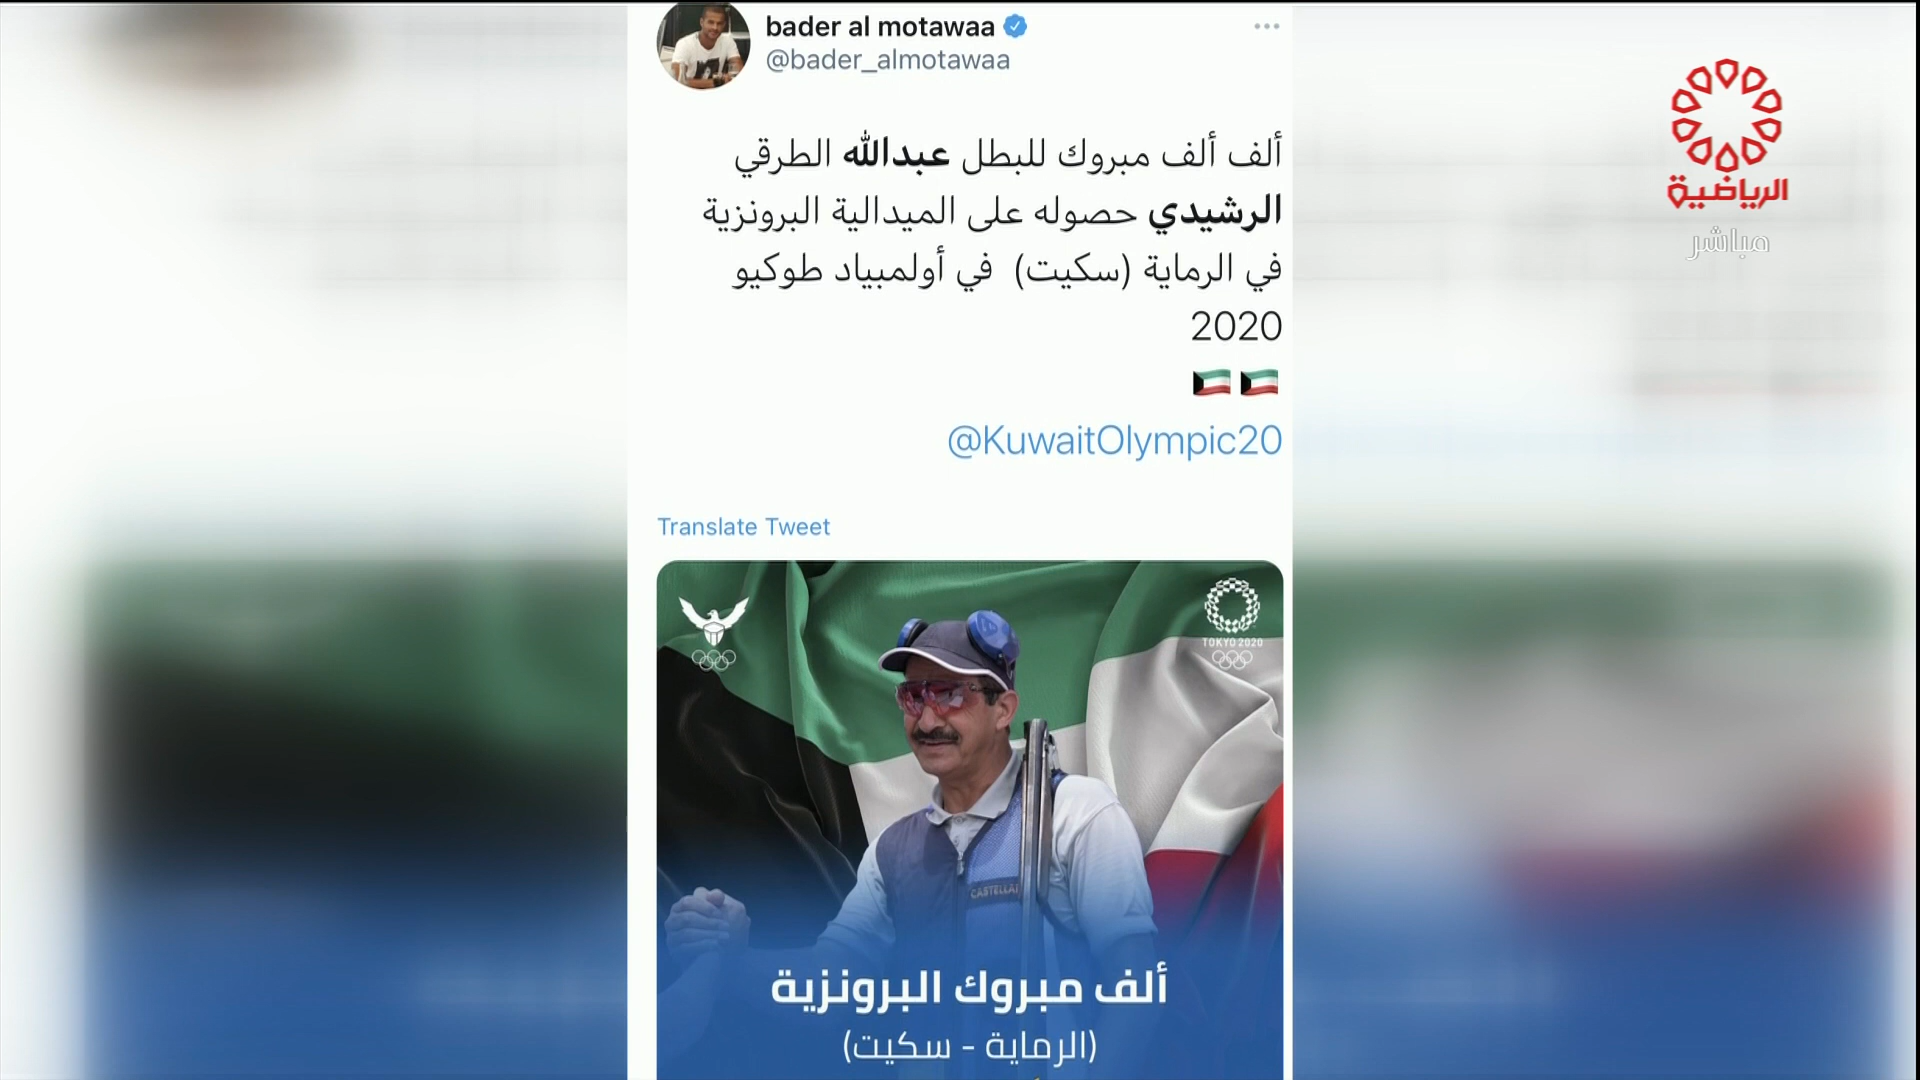 bader al motawaa
@bader_almotawaa
ألف ألف مبروك للبطل عبدالله الطرقي
الرشيدي حصوله على الميدالية البرونزية
في الرماية (سكيت) في أولمبياد طوكيو
2020
@KuwaitOlympic20
Translate Tweet
TOKYO 2020
CASTELLA
ألف مبروك البرونزية
(الرماية - سكيت)
الرياضية
مباشر